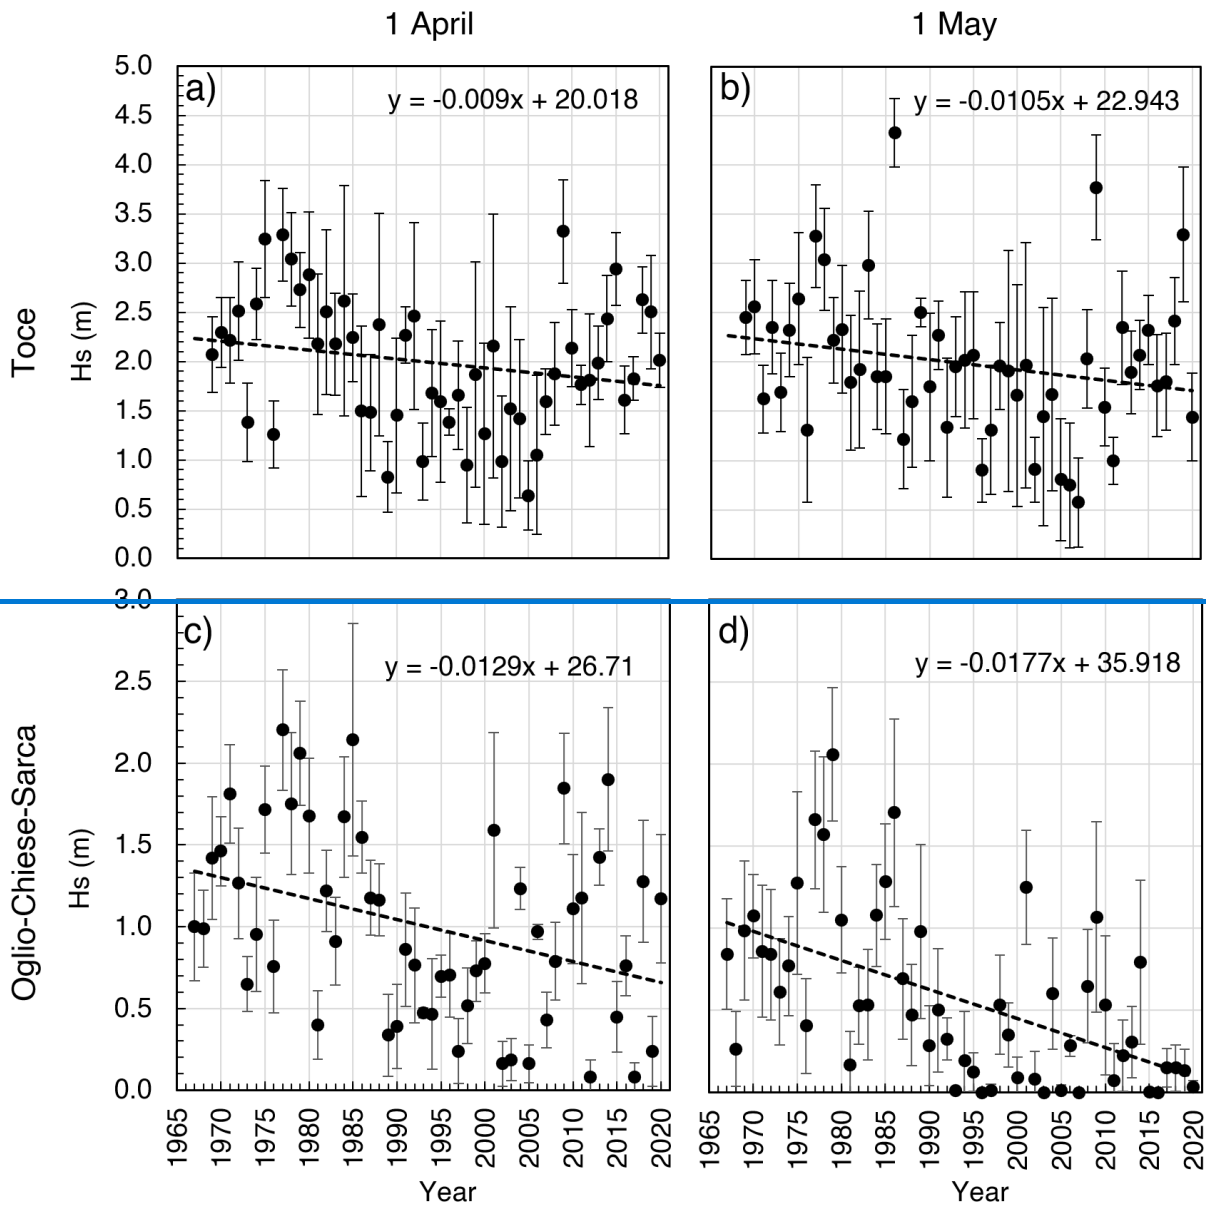 1 April
1 May
Toce
Hs (m)
5.0
4.5
4.0
3.5
3.0
2.5
2.0
1.5
1.0
0.5
0.0
a)
y = -0.009x + 20.018
b)
y = -0.0105x + 22.943
Oglio-Chiese-Sarca
Hs (m)
3.0
2.5
2.0
1.5
1.0
0.5
0.0
c)
y = -0.0129x + 26.71
d)
y = -0.0177x + 35.918
1965 1970 1975 1980 1985 1990 1995 2000 2005 2010 2015 2020
1965 1970 1975 1980 1985 1990 1995 2000 2005 2010 2015 2020
Year
Year